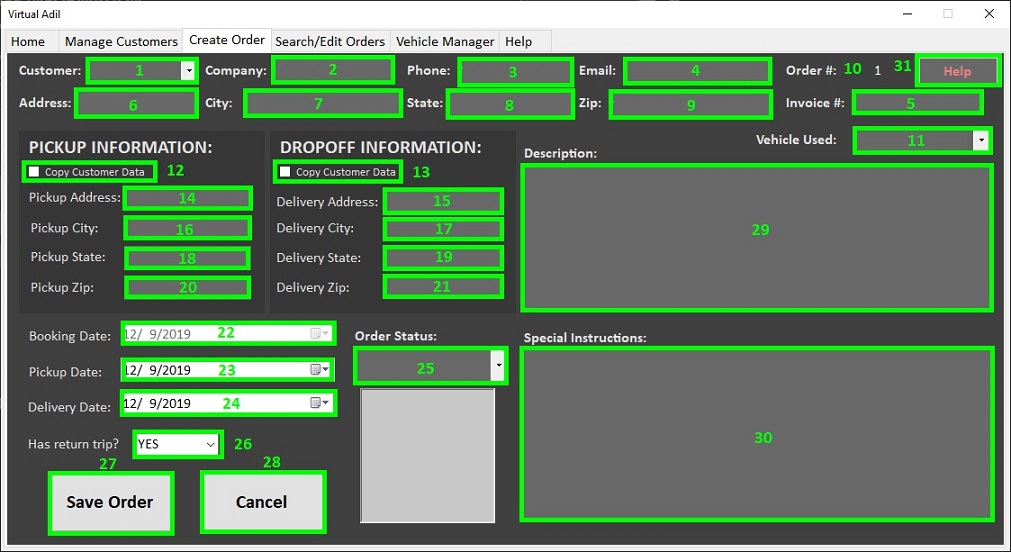 Virtual Adil
Home Manage Customers Create Order Search/Edit Orders Vehicle Manager Help
Customer: 1 Company: 2 Phone: 3 Email: 4 Order #: 10 1 31 Help
Address: 6 City: 7 State: 8 Zip: 9 Invoice #: 5
Vehicle Used: 11
PICKUP INFORMATION:
Copy Customer Data 12
Pickup Address: 14
Pickup City: 16
Pickup State: 18
Pickup Zip: 20
DROPOFF INFORMATION:
Copy Customer Data 13
Delivery Address: 15
Delivery City: 17
Delivery State: 19
Delivery Zip: 21
Description:
29
Booking Date: 12/ 9/2019 22
Pickup Date: 12/ 9/2019 23
Delivery Date: 12/ 9/2019 24
Has return trip? YES 26
Order Status:
25
Special Instructions:
30
27 28
Save Order Cancel